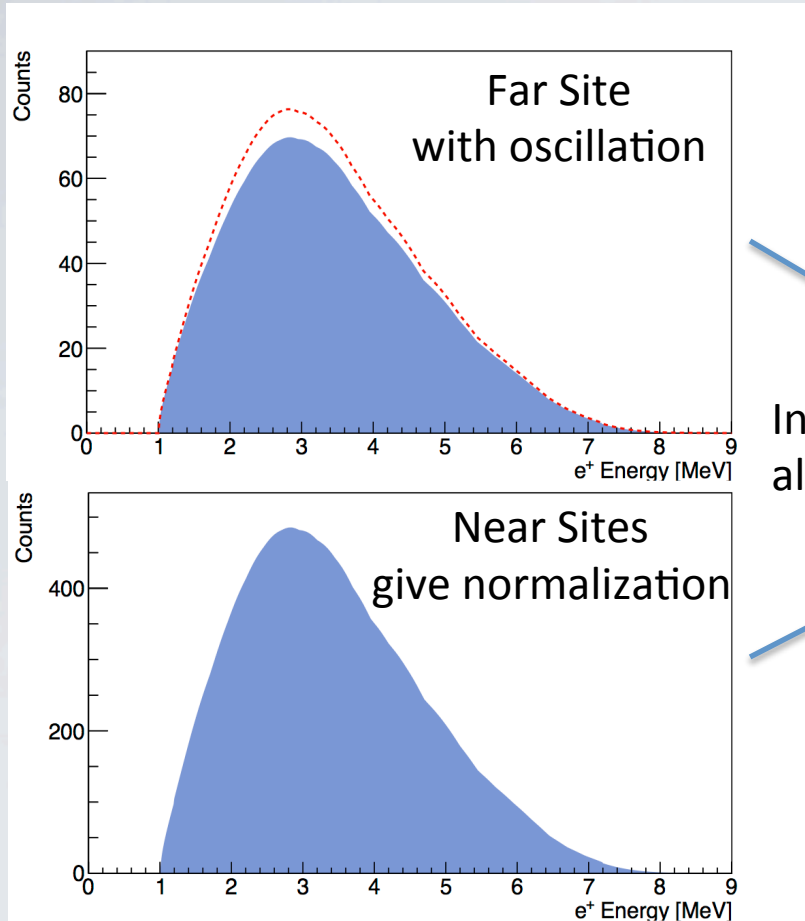 Counts
80
60
40
20
0
Far Site
with oscillation
0 1 2 3 4 5 6 7 8 9
e+ Energy [MeV]
In
al
Counts
400
200
0
Near Sites
give normalization
0 1 2 3 4 5 6 7 8 9
e+ Energy [MeV]